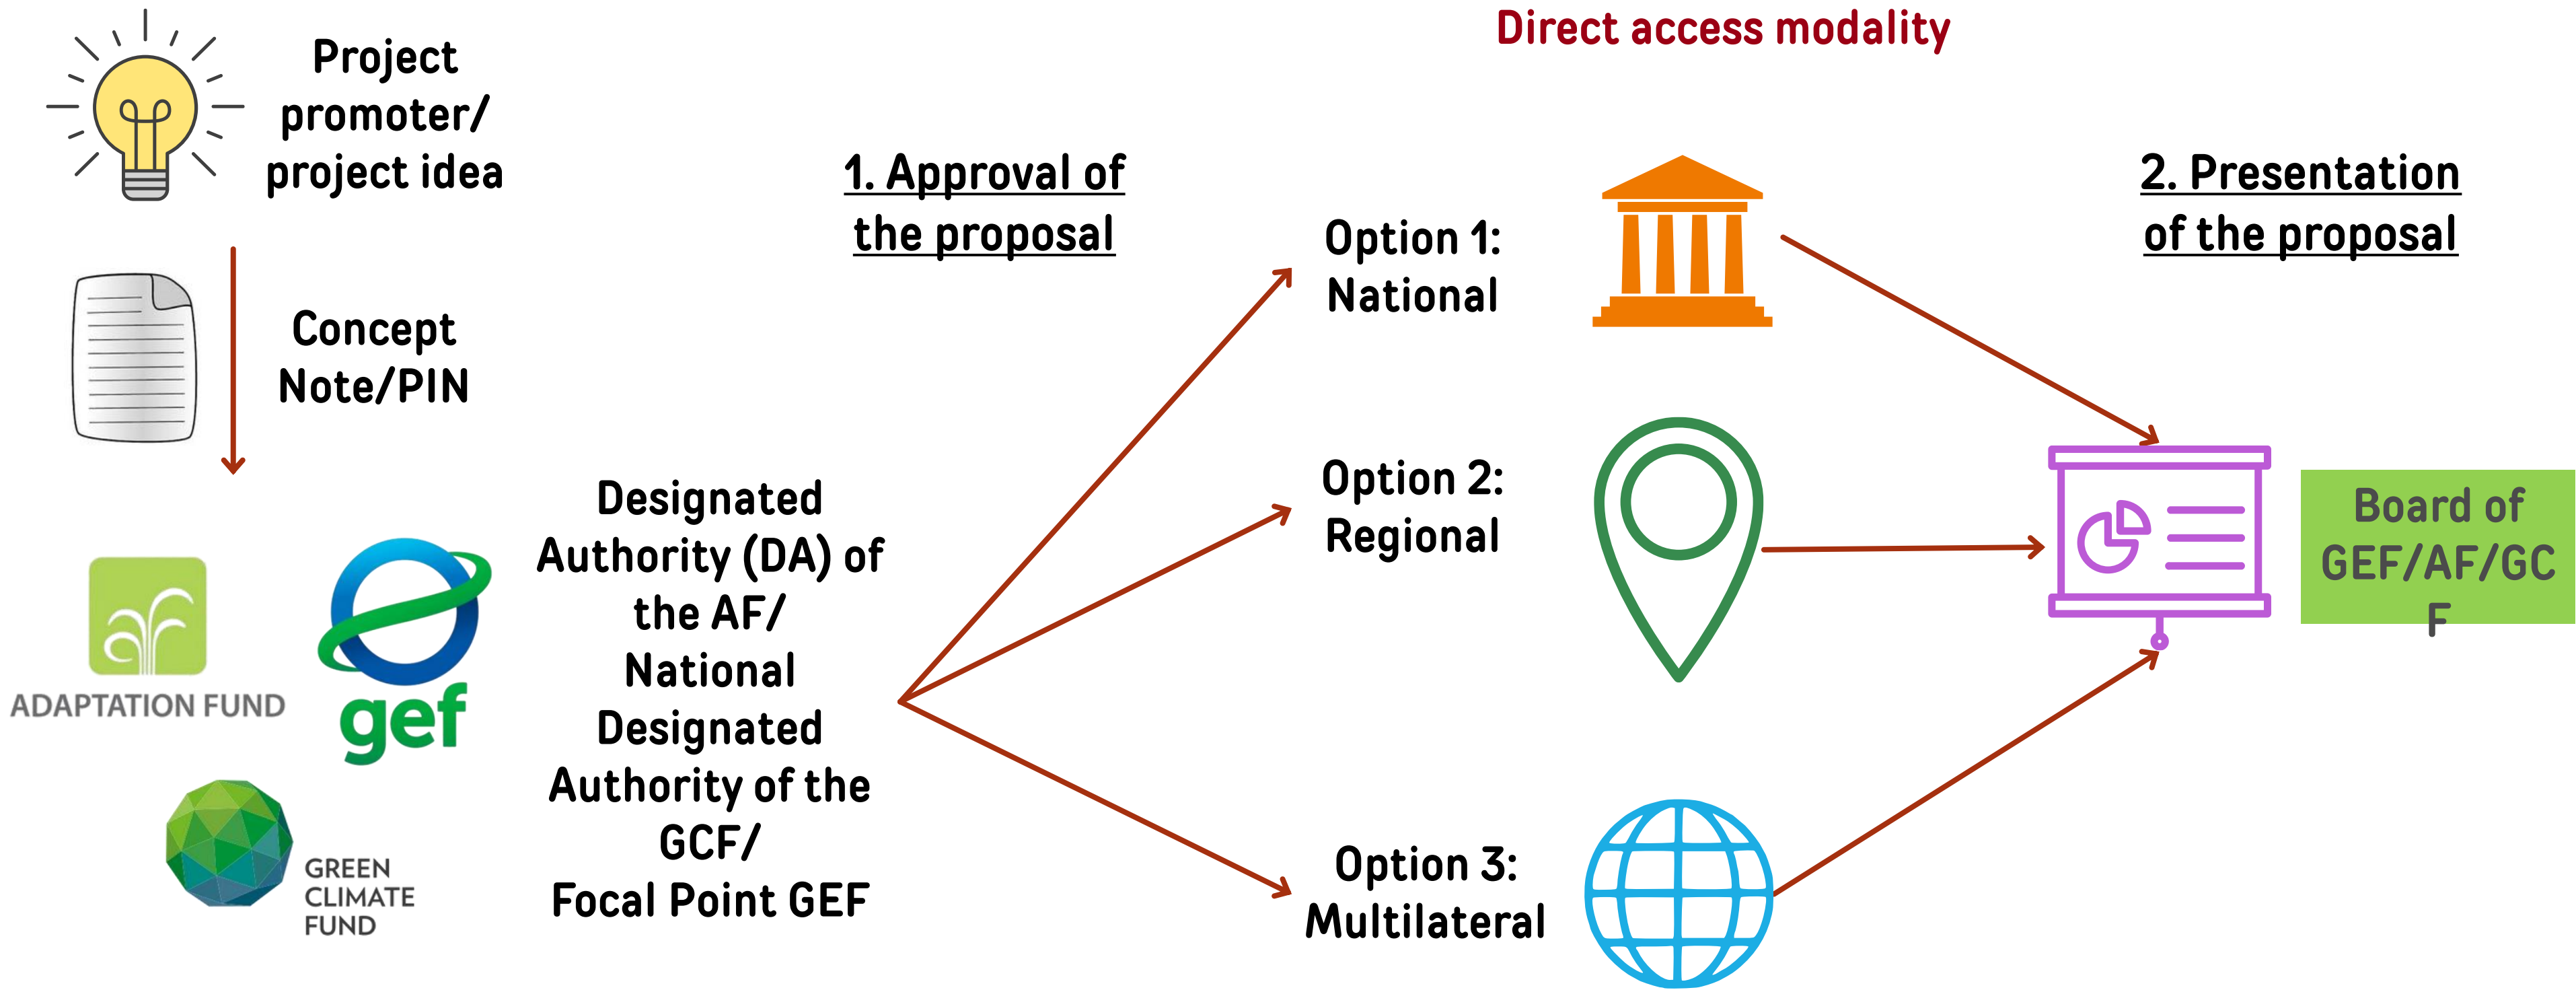 Direct access modality
Project
promoter/
project idea
Concept
Note/PIN
ADAPTATION FUND
gef
GREEN
CLIMATE
FUND
Designated
Authority (DA) of
the AF/
National
Designated
Authority of the
GCF/
Focal Point GEF
1. Approval of
the proposal
Option 1:
National
Option 2:
Regional
Option 3:
Multilateral
2. Presentation
of the proposal
Board of
GEF/AF/GC
F